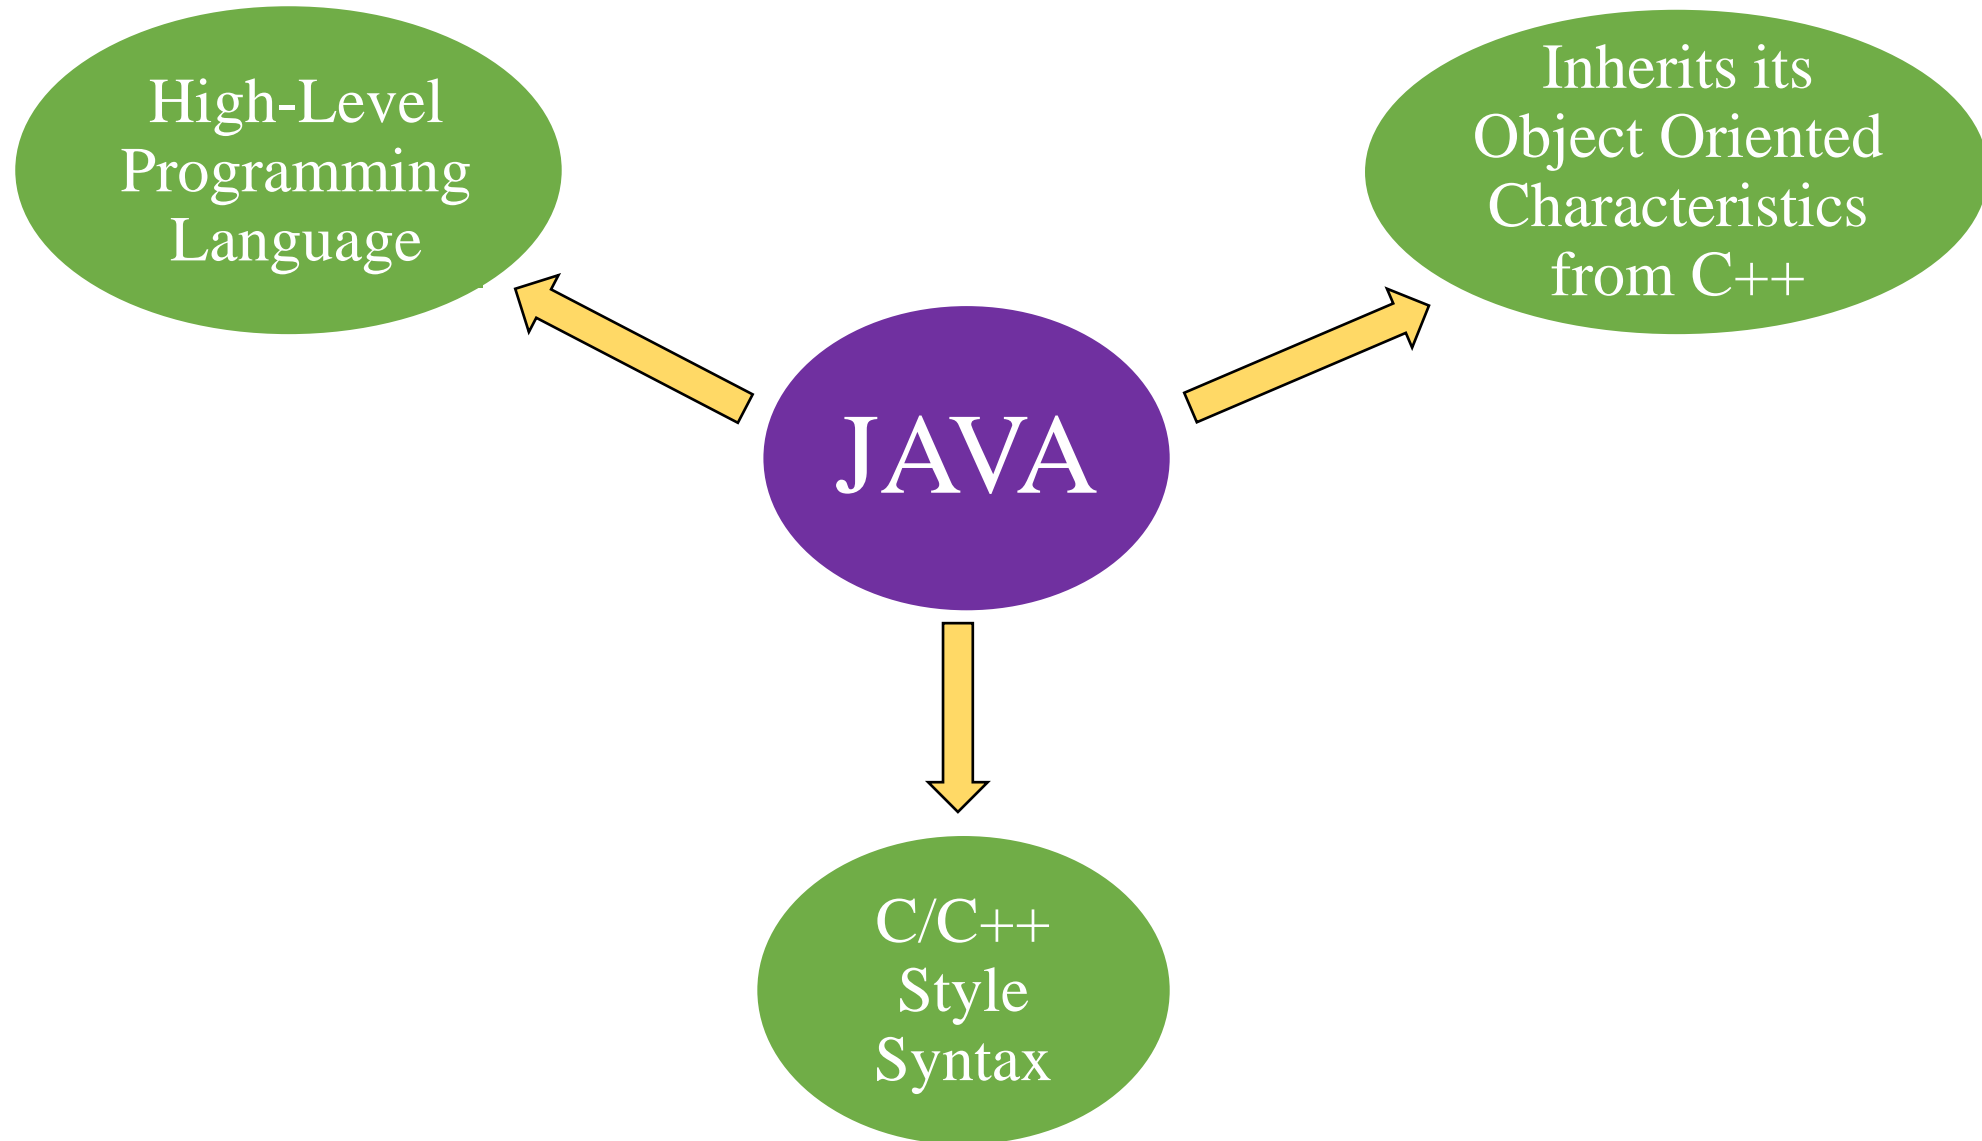 High-Level
Programming
Language
Inherits its
Object Oriented
Characteristics
from C++
JAVA
C/C++
Style
Syntax